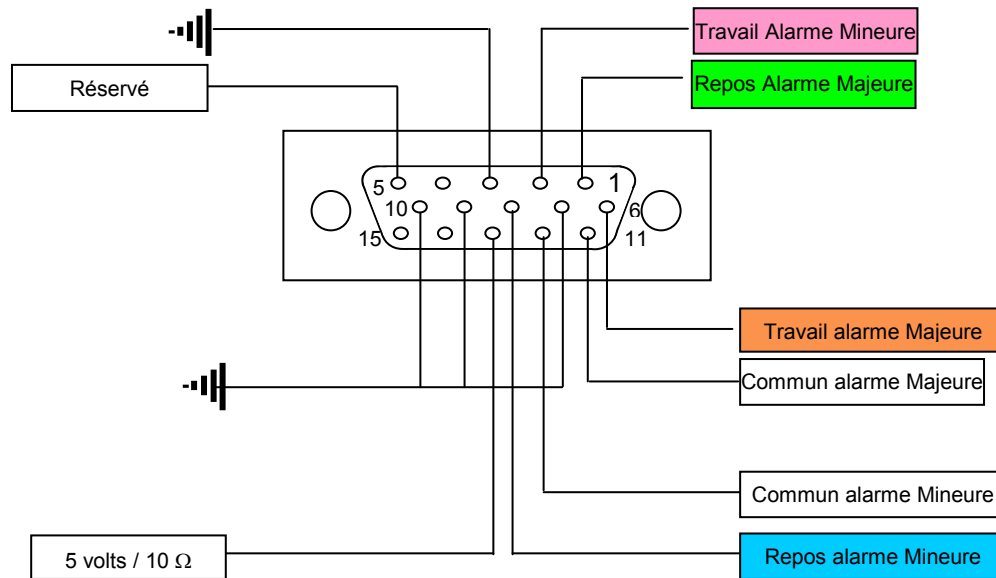 Travail Alarme Mineure
Repos Alarme Majeure
Réservé
5
1
10
6
15
11
Travail alarme Majeure
Commun alarme Majeure
Commun alarme Mineure
5 volts / 10 Ω
Repos alarme Mineure